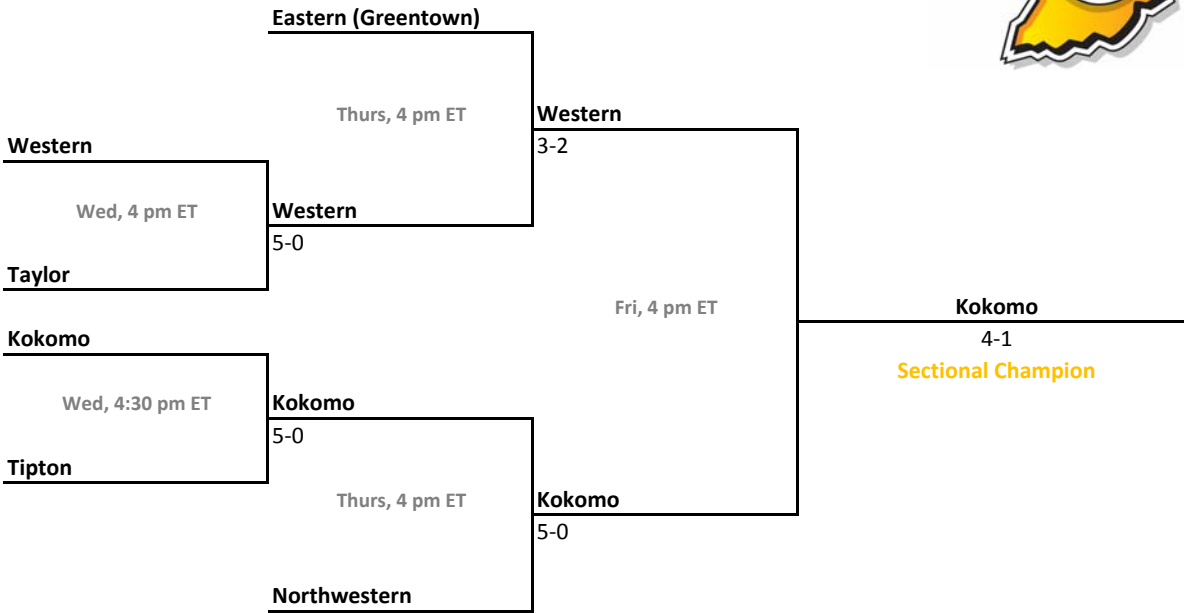 Eastern (Greentown)
Thurs, 4 pm ET
Western
3-2
Western
Wed, 4 pm ET
Western
5-0
Taylor
Fri, 4 pm ET
Kokomo
4-1
Sectional Champion
Kokomo
Wed, 4:30 pm ET
Kokomo
5-0
Tipton
Thurs, 4 pm ET
Kokomo
5-0
Northwestern